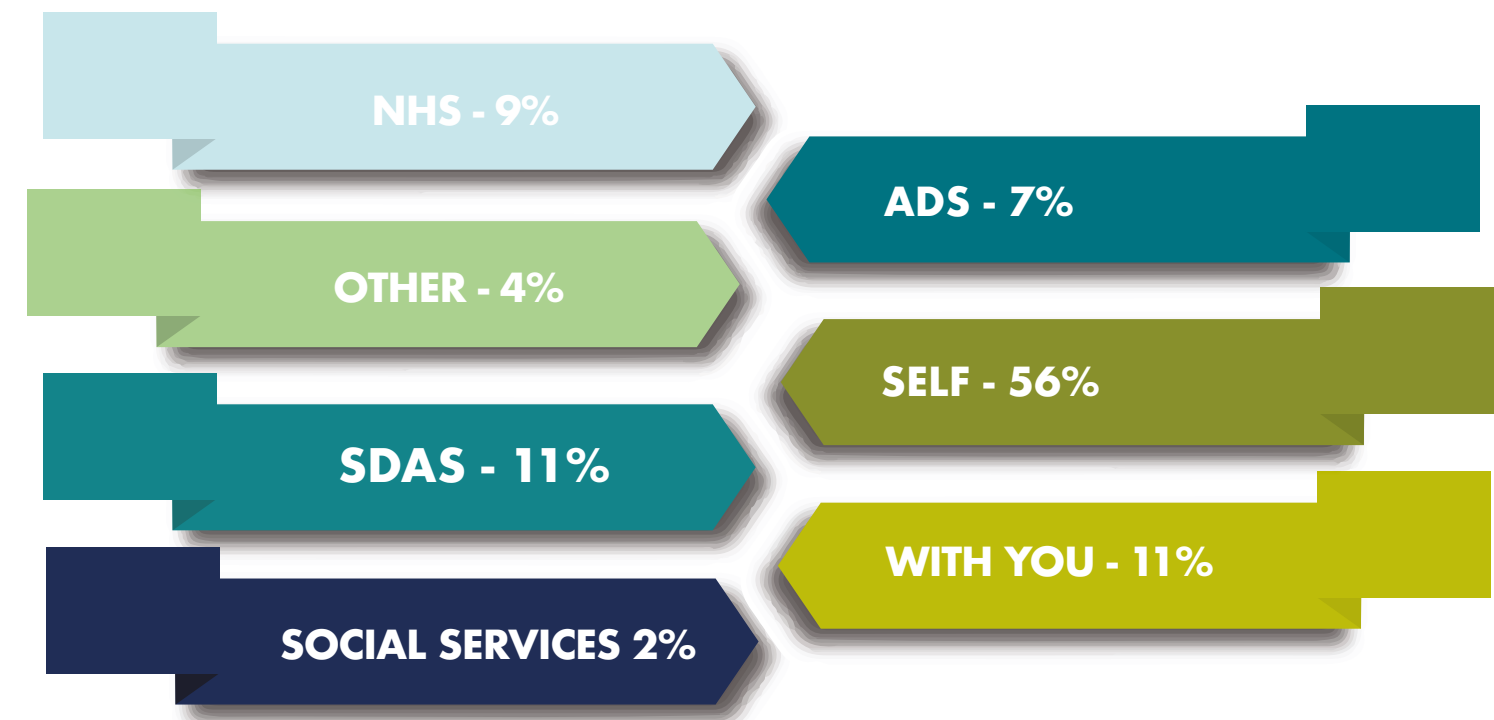 NHS - 9%
ADS - 7%
OTHER - 4%
SELF - 56%
SDAS - 11%
WITH YOU - 11%
SOCIAL SERVICES 2%